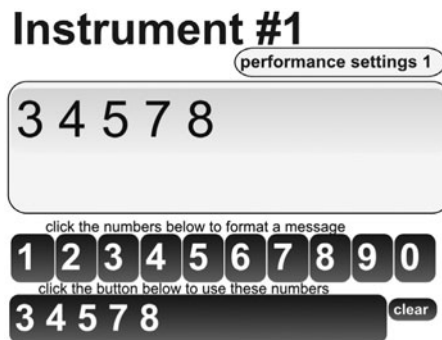 Instrument #1
performance settings 1
3 4 5 7 8
click the numbers below to format a message
1 2 3 4 5 6 7 8 9 0
click the button below to use these numbers
3 4 5 7 8
clear